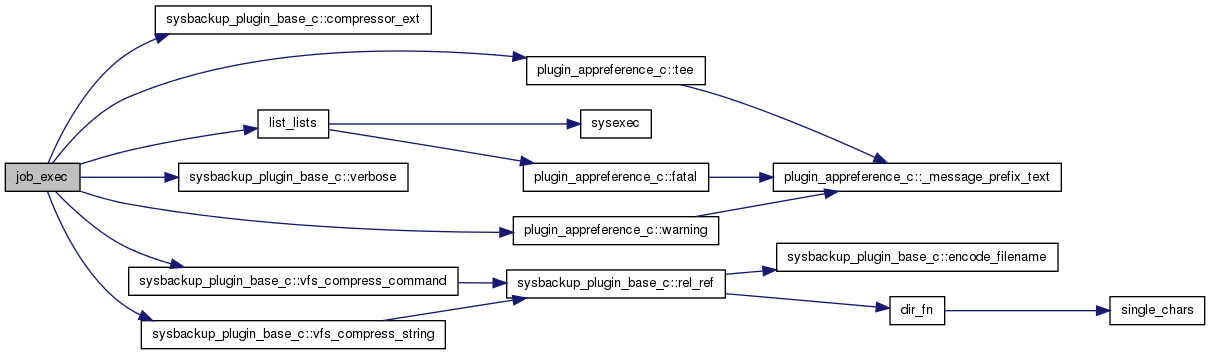 sysbackup_plugin_base_c::compressor_ext
plugin_appreference_c::tee
list_lists
sysexec
job_exec
sysbackup_plugin_base_c::verbose
plugin_appreference_c::fatal
plugin_appreference_c::_message_prefix_text
plugin_appreference_c::warning
sysbackup_plugin_base_c::encode_filename
sysbackup_plugin_base_c::vfs_compress_command
sysbackup_plugin_base_c::rel_ref
dir_fn
single_chars
sysbackup_plugin_base_c::vfs_compress_string